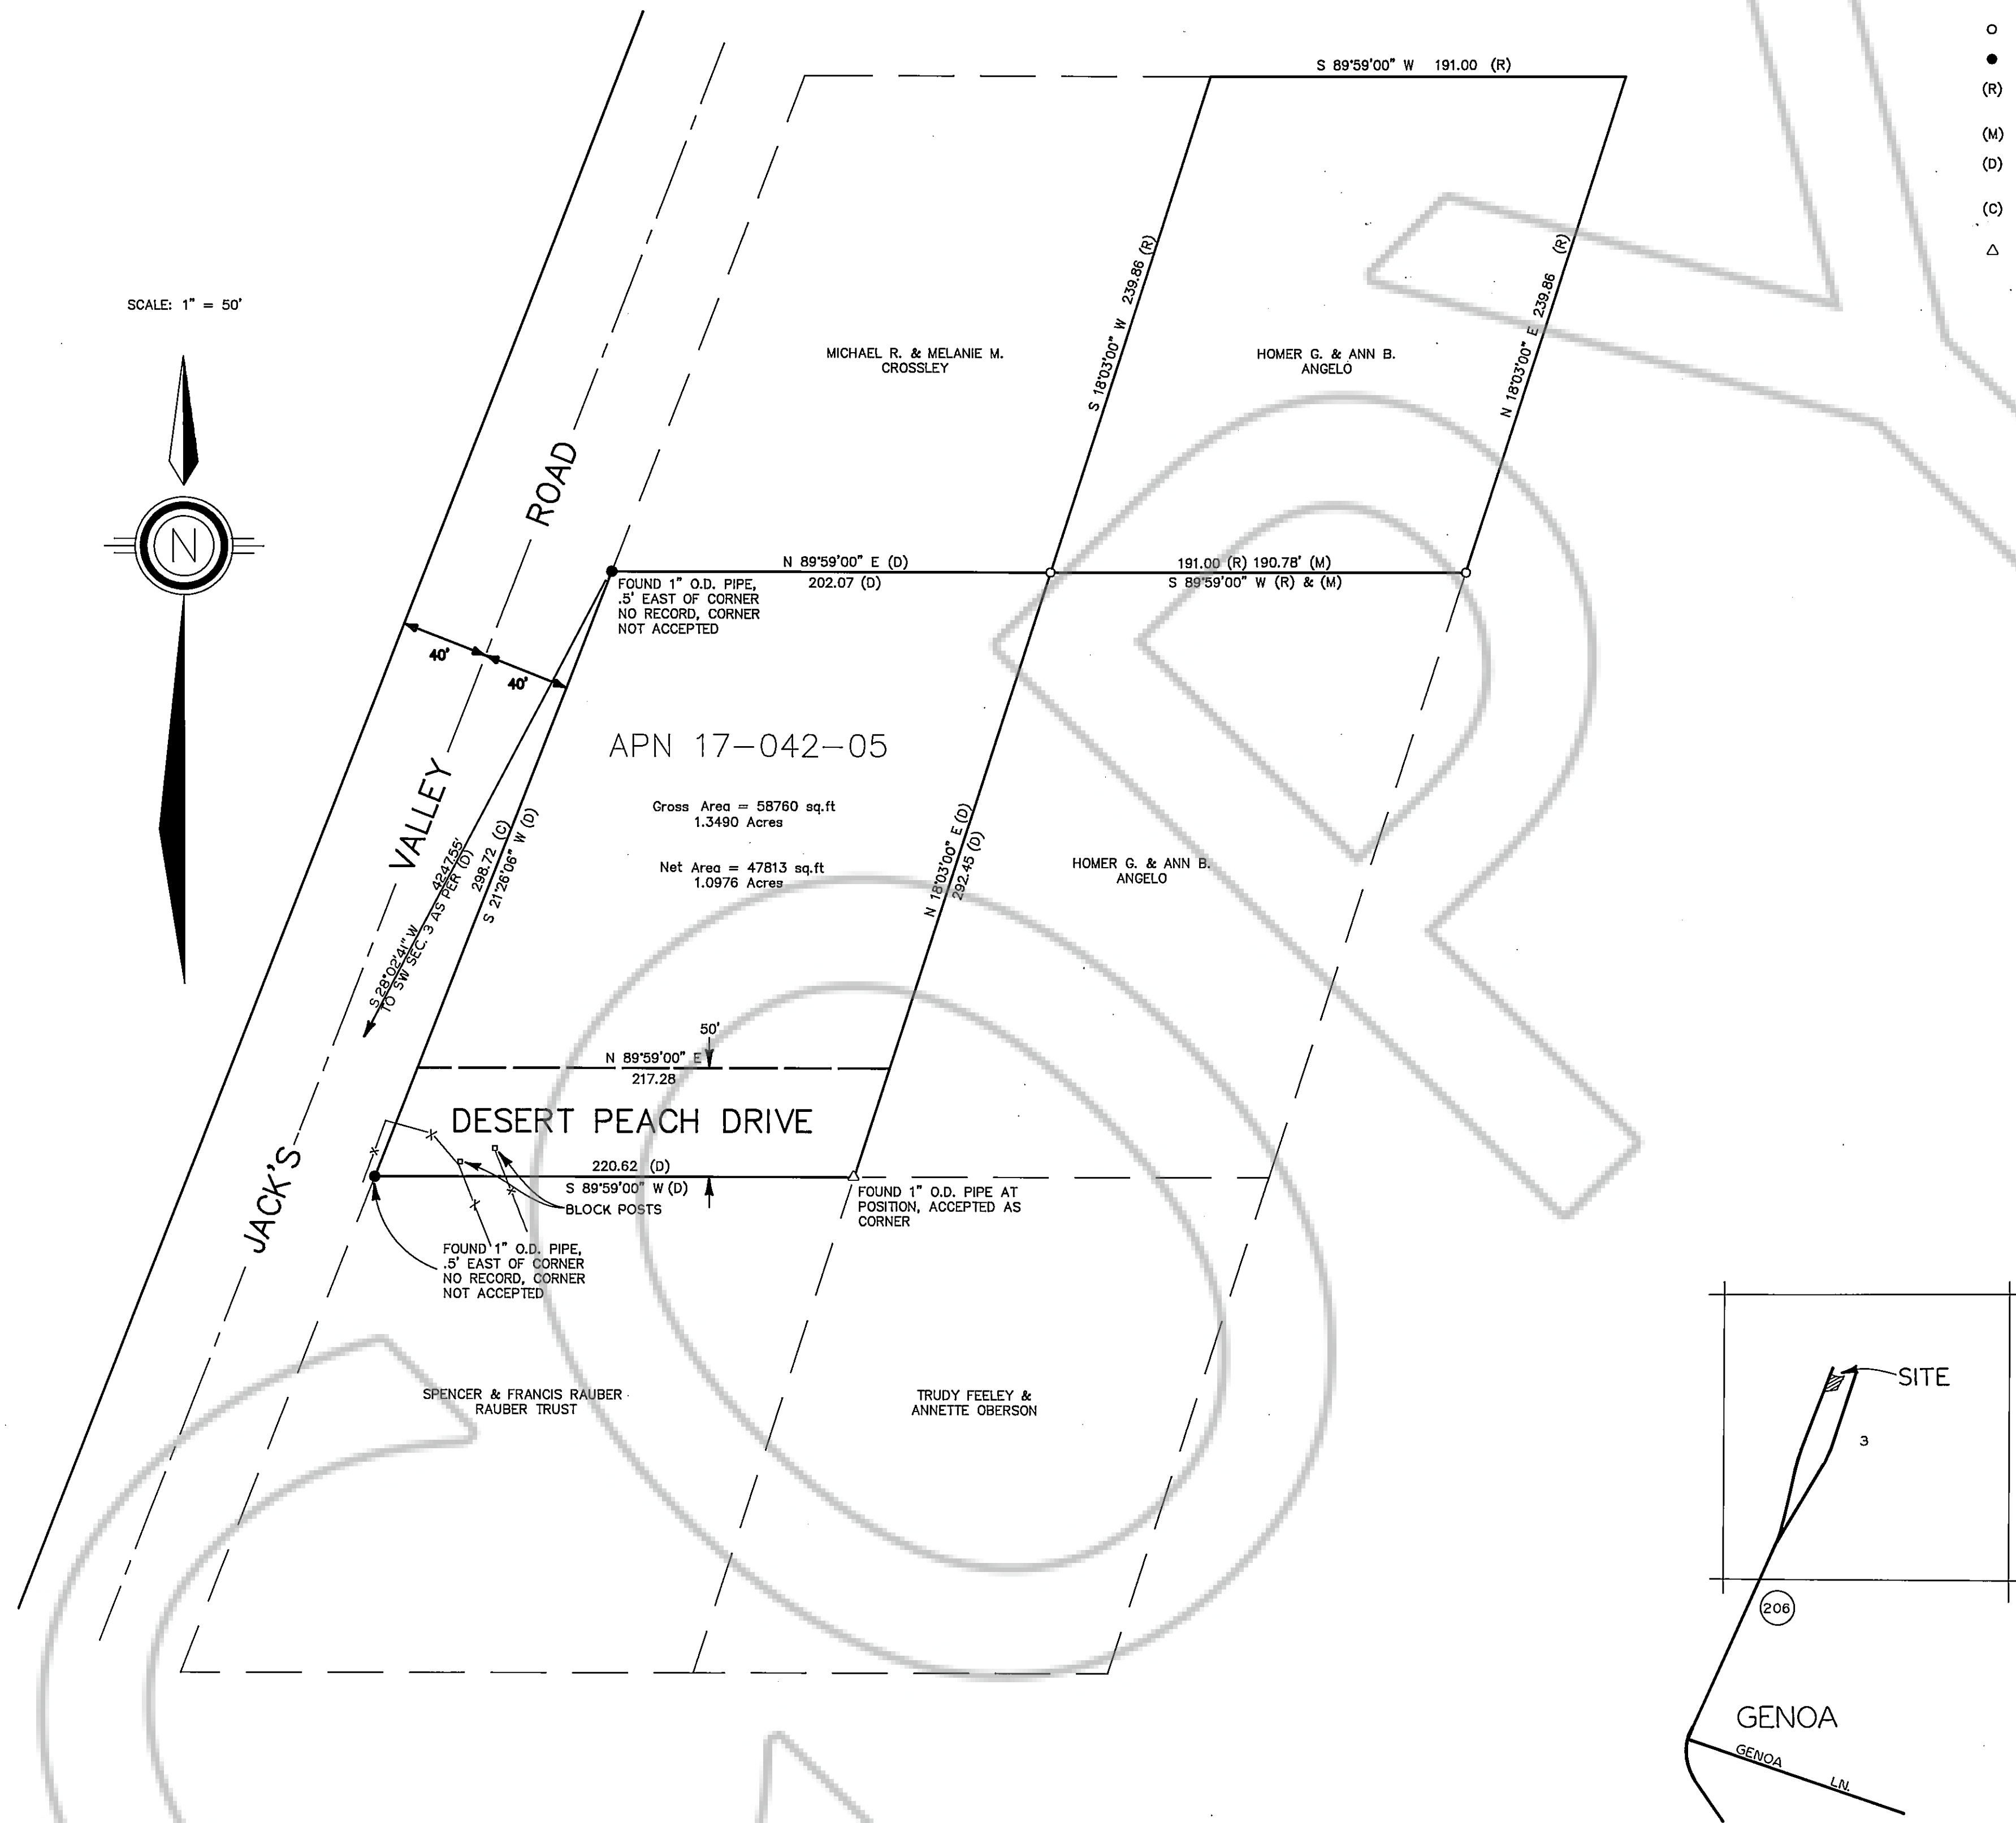 S 89°59'00" W 191.00 (R)
(R)
(M)
(D)
(C)
SCALE: 1" = 50'
N
MICHAEL R. & MELANIE M.
CROSSLEY
S 18°03'00" W 239.86 (R)
HOMER G. & ANN B.
ANGELO
N 18°03'00" E 239.86 (R)
JACK'S VALLEY ROAD
N 89°59'00" E (D)
202.07 (D)
191.00 (R) 190.78' (M)
S 89°59'00" W (R) & (M)
FOUND 1" O.D. PIPE,
.5' EAST OF CORNER
NO RECORD, CORNER
NOT ACCEPTED
40'
40'
APN 17-042-05
Gross Area = 58760 sq.ft
1.3490 Acres
Net Area = 47813 sq.ft
1.0976 Acres
S 28°02'41" W 4247.55'
TO SW SEC. 3 AS PER (D)
298.72 (C)
S 21°28'06" W (D)
N 18°03'00" E (D)
292.45 (D)
HOMER G. & ANN B.
ANGELO
50'
N 89°59'00" E
217.28
DESERT PEACH DRIVE
220.62 (D)
S 89°59'00" W (D)
BLOCK POSTS
FOUND 1" O.D. PIPE AT
POSITION, ACCEPTED AS
CORNER
FOUND 1" O.D. PIPE,
.5' EAST OF CORNER
NO RECORD, CORNER
NOT ACCEPTED
SPENCER & FRANCIS RAUBER
RAUBER TRUST
TRUDY FEELEY &
ANNETTE OBERSON
SITE
3
206
GENOA
GENOA LN.
COPY